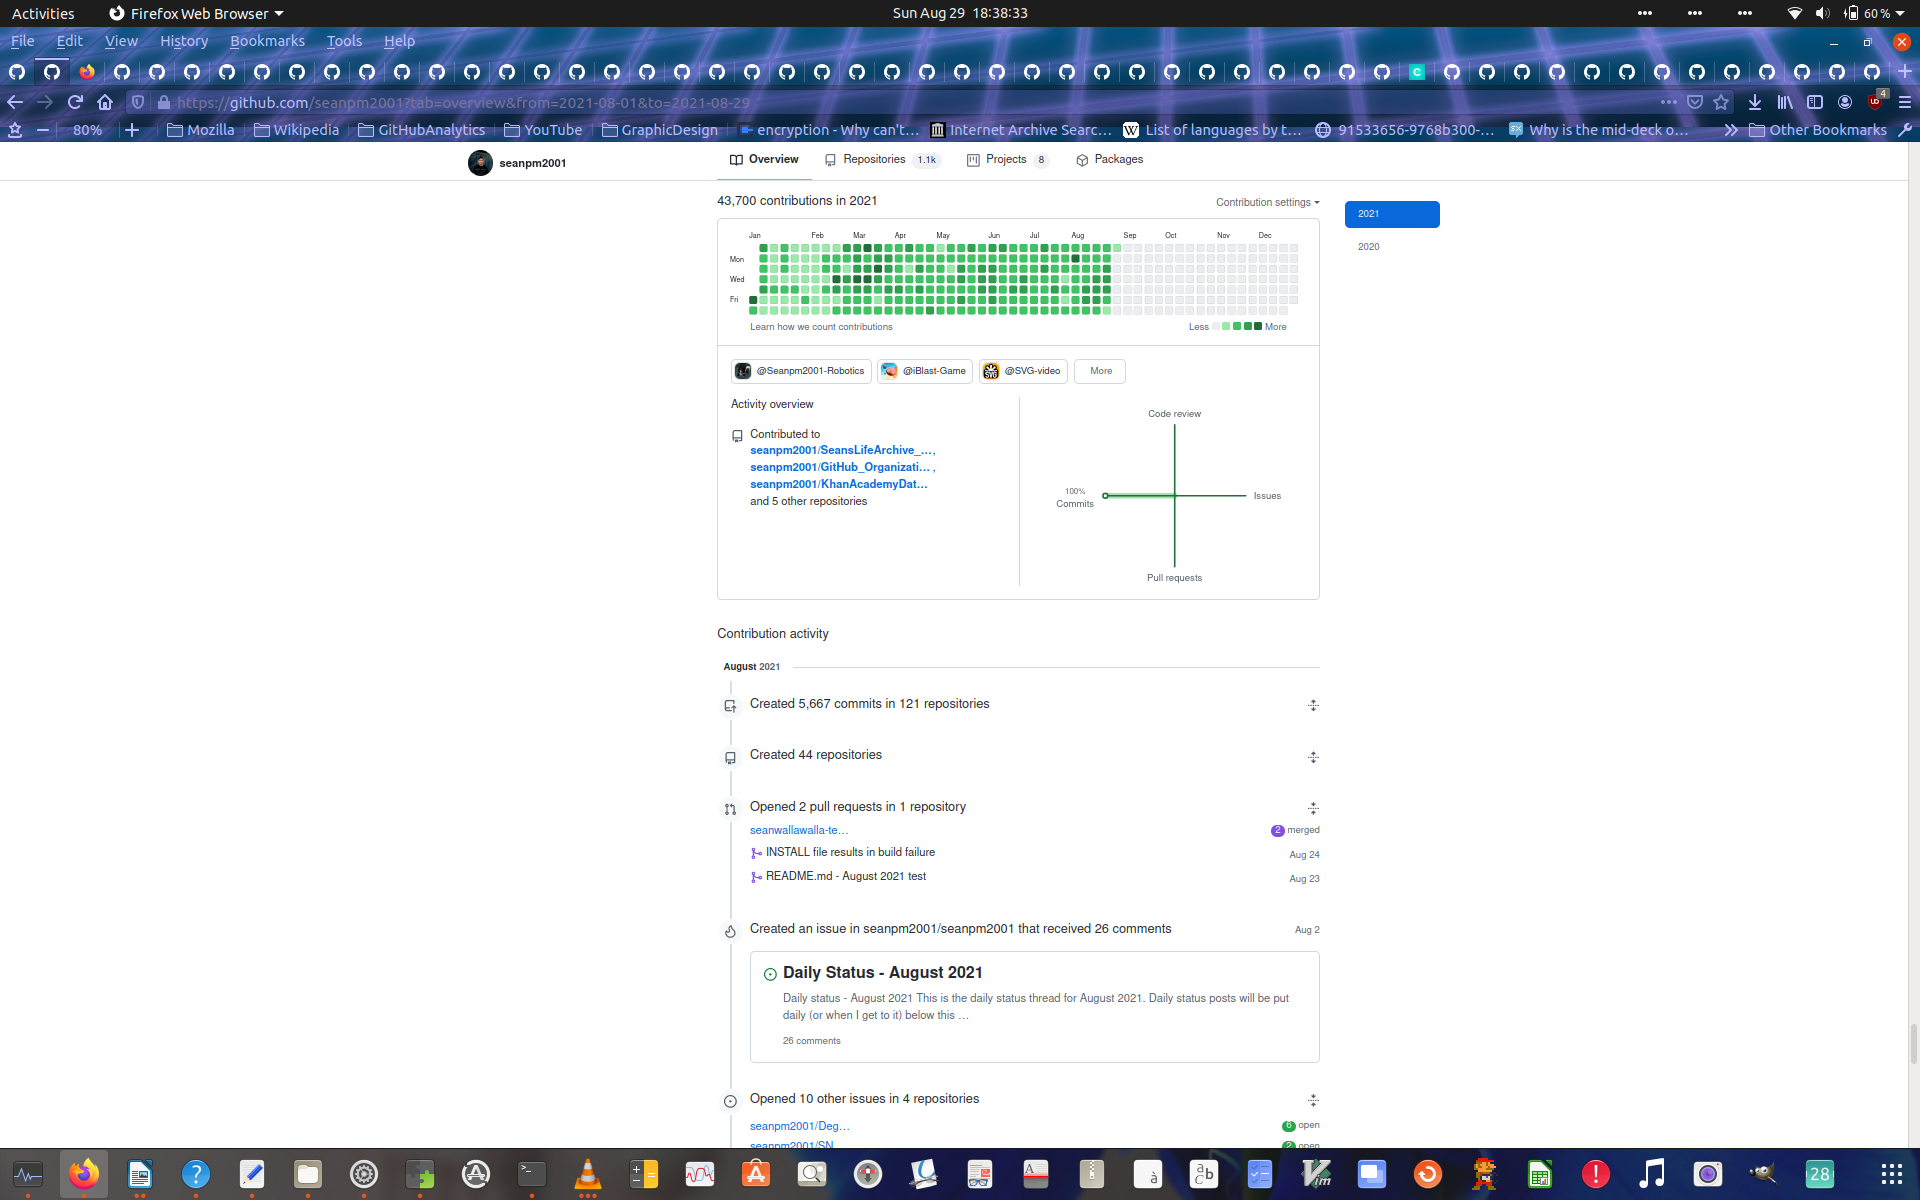 Activities
Firefox Web Browser
Sun Aug 29 18:38:33
60 %
File Edit View History Bookmarks Tools Help
https://github.com/seanpm2001?tab=overview&from=2021-08-01&to=2021-08-29
4
80%
Mozilla
Wikipedia
GitHubAnalytics
YouTube
GraphicDesign
encryption - Why can't…
Internet Archive Searc…
List of languages by t…
91533656-9768b300-…
Why is the mid-deck o…
Other Bookmarks
seanpm2001
Overview
Repositories 1.1k
Projects 8
Packages
43,700 contributions in 2021
Contribution settings
2021
2020
Jan Feb Mar Apr May Jun Jul Aug Sep Oct Nov Dec
Mon
Wed
Fri
Learn how we count contributions
Less More
@Seanpm2001-Robotics
@iBlast-Game
@SVG-video
More
Activity overview
Contributed to
seanpm2001/SeansLifeArchive_…,
seanpm2001/GitHub_Organizati… ,
seanpm2001/KhanAcademyDat…
and 5 other repositories
Code review
100%
Commits
Issues
Pull requests
Contribution activity
August 2021
Created 5,667 commits in 121 repositories
Created 44 repositories
Opened 2 pull requests in 1 repository
seanwallawalla-te…
2 merged
INSTALL file results in build failure
Aug 24
README.md - August 2021 test
Aug 23
Created an issue in seanpm2001/seanpm2001 that received 26 comments
Aug 2
Daily Status - August 2021
Daily status - August 2021 This is the daily status thread for August 2021. Daily status posts will be put
daily (or when I get to it) below this …
26 comments
Opened 10 other issues in 4 repositories
seanpm2001/Deg…
6 open
seanpm2001/SN…
2 open
28